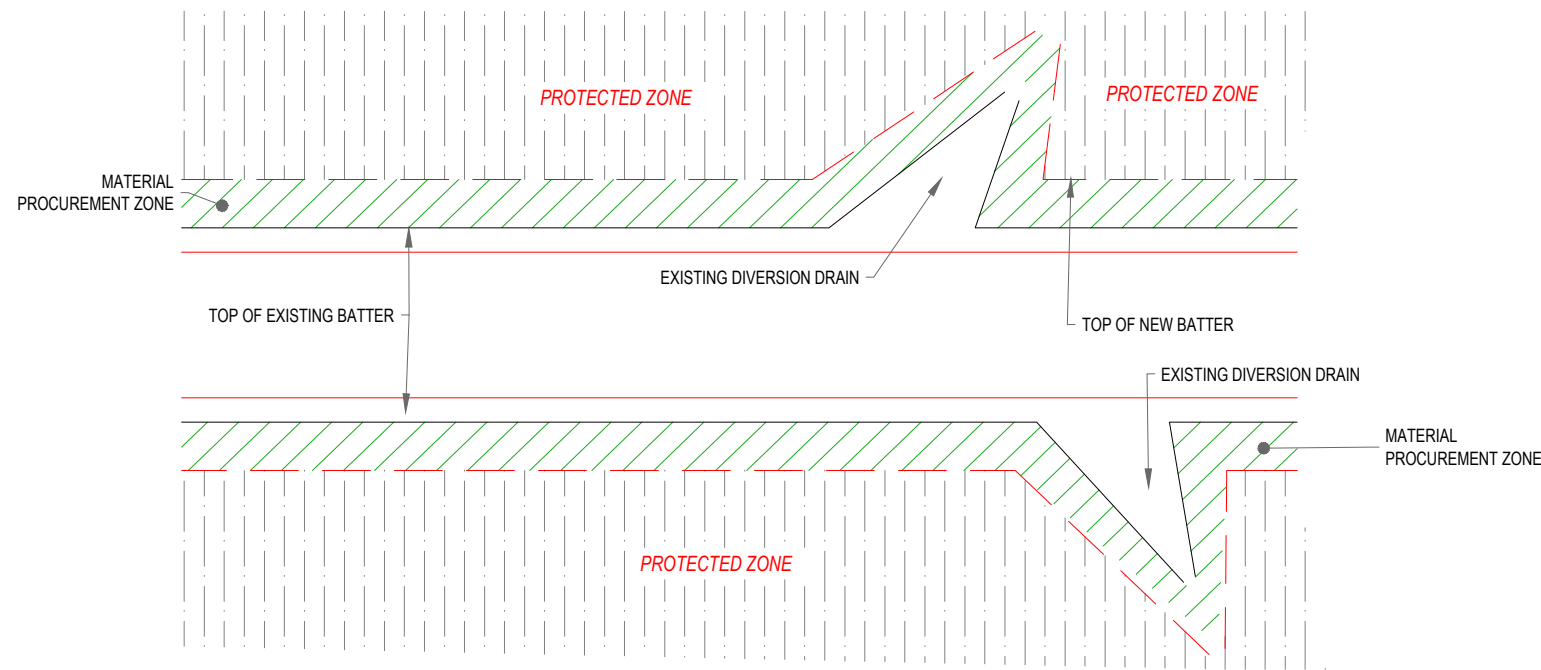 PROTECTED ZONE
PROTECTED ZONE
MATERIAL
PROCUREMENT ZONE
EXISTING DIVERSION DRAIN
TOP OF EXISTING BATTER
TOP OF NEW BATTER
EXISTING DIVERSION DRAIN
MATERIAL
PROCUREMENT ZONE
PROTECTED ZONE